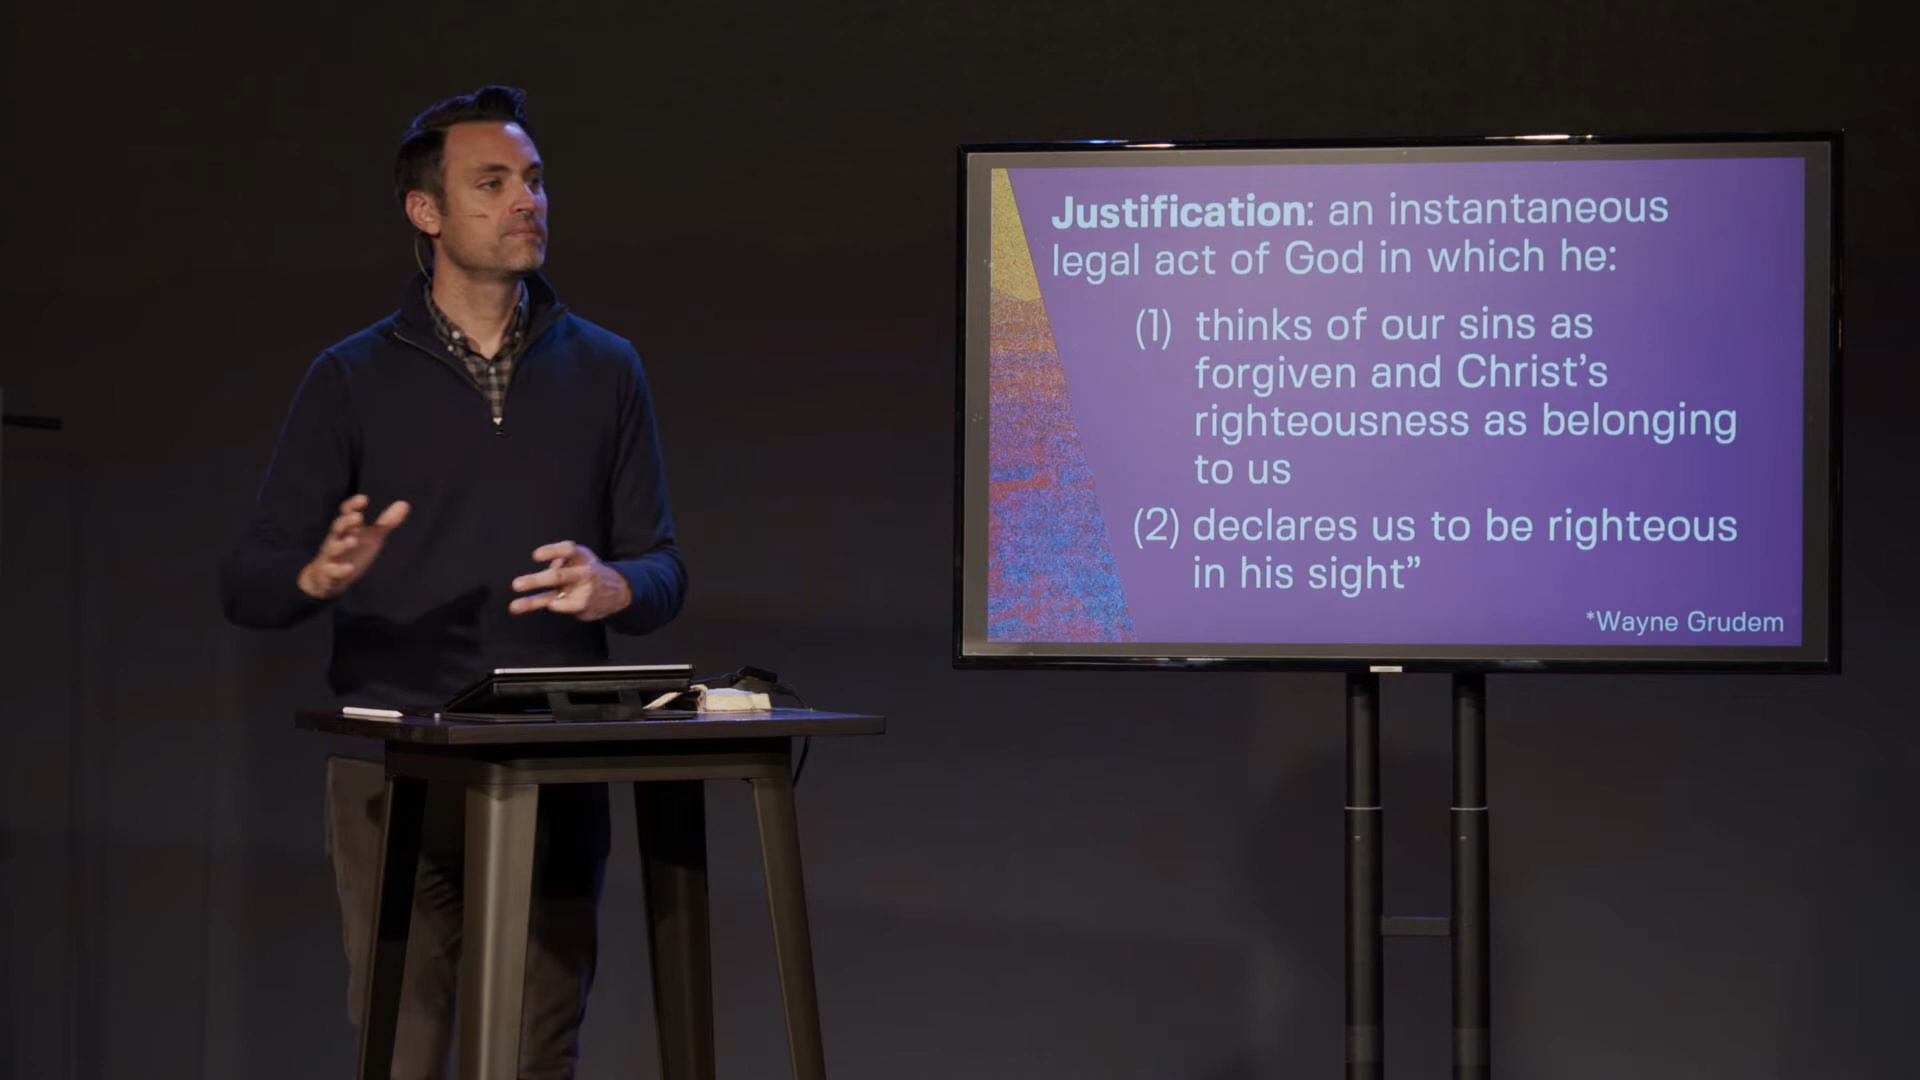 Justification: an instantaneous
legal act of God in which he:
(1) thinks of our sins as
forgiven and Christ's
righteousness as belonging
to us
(2) declares us to be righteous
in his sight”
*Wayne Grudem